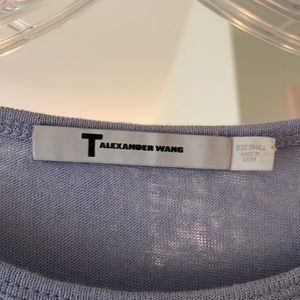 T ALEXANDER WANG
SIZE SMALL
MADE IN
CHINA